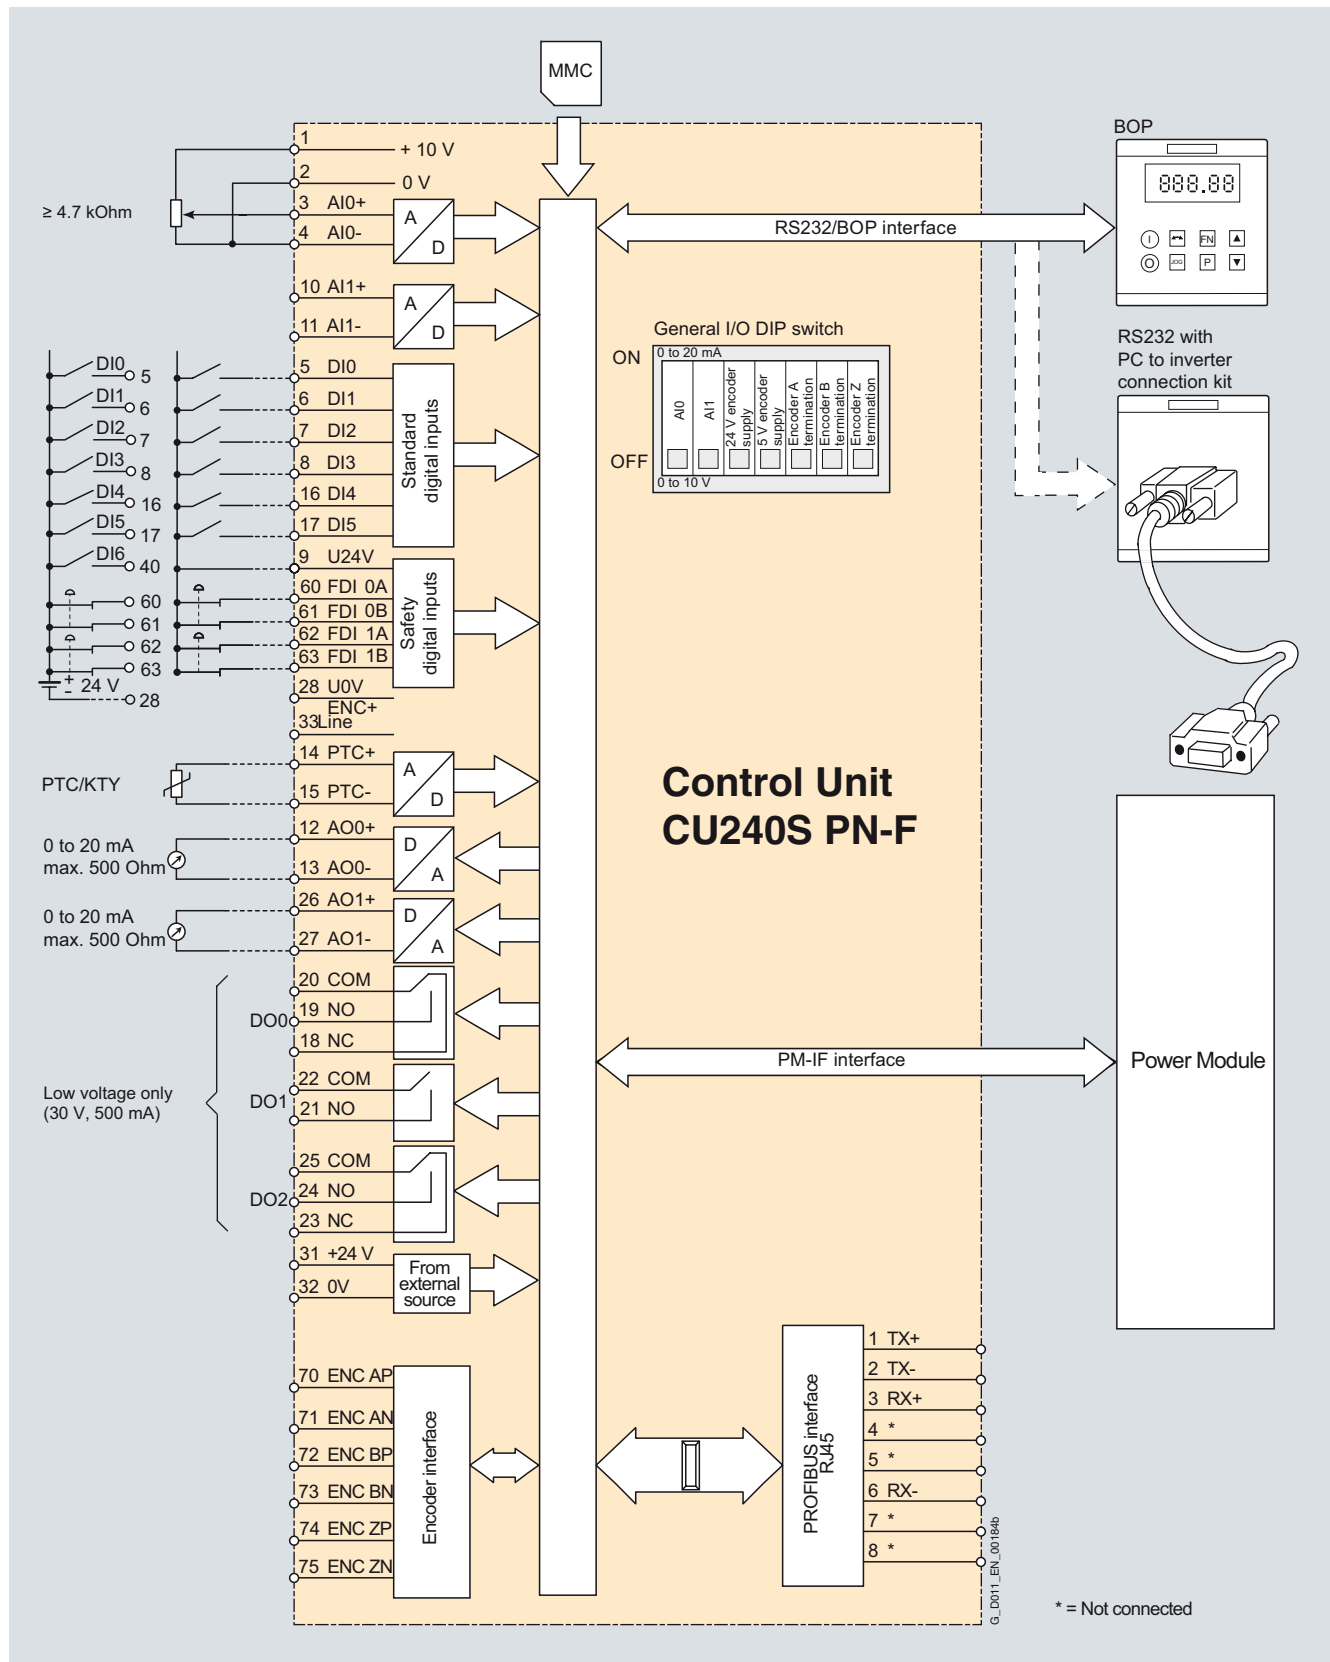 MMC
BOP
888.88
I
FN
O
JOG
P
1
+ 10 V
2
0 V
≥ 4.7 kOhm
3 AI0+
4 AI0-
A
D
RS232/BOP interface
10 AI1+
11 AI1-
A
D
General I/O DIP switch
ON
0 to 20 mA
AI0
AI1
24 V encoder supply
5 V encoder supply
Encoder A termination
Encoder B termination
Encoder Z termination
OFF
0 to 10 V
RS232 with
PC to inverter
connection kit
DI0 5
DI1 6
DI2 7
DI3 8
DI4 16
DI5 17
DI6 40
60
61
62
63
+
-
24 V
28
5 DI0
6 DI1
7 DI2
8 DI3
16 DI4
17 DI5
Standard
digital inputs
9 U24V
60 FDI 0A
61 FDI 0B
62 FDI 1A
63 FDI 1B
Safety
digital inputs
28 U0V
ENC+
33Line
PTC/KTY
14 PTC+
15 PTC-
A
D
Control Unit
CU240S PN-F
0 to 20 mA
max. 500 Ohm
12 AO0+
13 AO0-
D
A
0 to 20 mA
max. 500 Ohm
26 AO1+
27 AO1-
D
A
Low voltage only
(30 V, 500 mA)
DO0
20 COM
19 NO
18 NC
DO1
22 COM
21 NO
DO2
25 COM
24 NO
23 NC
PM-IF interface
Power Module
31 +24 V
32 0V
From
external
source
70 ENC AP
71 ENC AN
72 ENC BP
73 ENC BN
74 ENC ZP
75 ENC ZN
Encoder interface
PROFIBUS interface
RJ45
1 TX+
2 TX-
3 RX+
4 *
5 *
6 RX-
7 *
8 *
G_D011_EN_00184b
* = Not connected